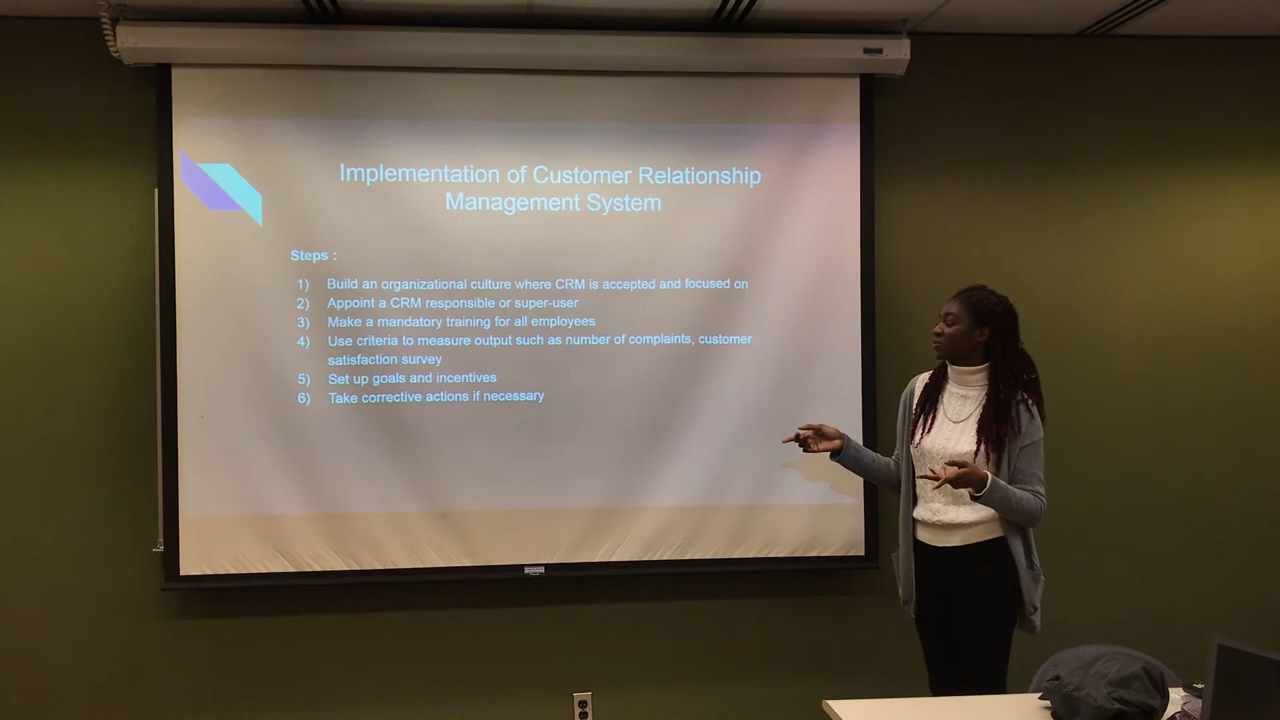 Implementation of Customer Relationship
Management System
Steps :
1) Build an organizational culture where CRM is accepted and focused on
2) Appoint a CRM responsible or super-user
3) Make a mandatory training for all employees
4) Use criteria to measure output such as number of complaints, customer
satisfaction survey
5) Set up goals and incentives
6) Take corrective actions if necessary